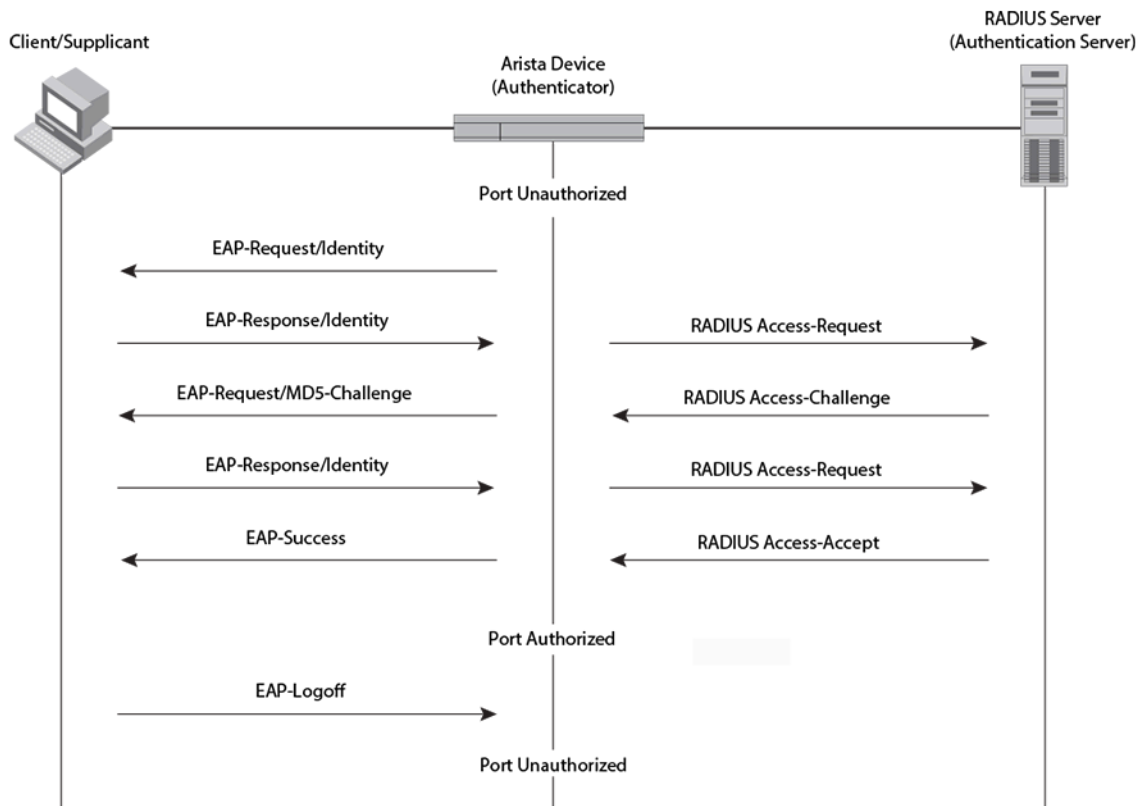 RADIUS Server
(Authentication Server)
Client/Supplicant
Arista Device
(Authenticator)
Port Unauthorized
EAP-Request/Identity
EAP-Response/Identity
RADIUS Access-Request
EAP-Request/MD5-Challenge
RADIUS Access-Challenge
EAP-Response/Identity
RADIUS Access-Request
EAP-Success
RADIUS Access-Accept
Port Authorized
EAP-Logoff
Port Unauthorized